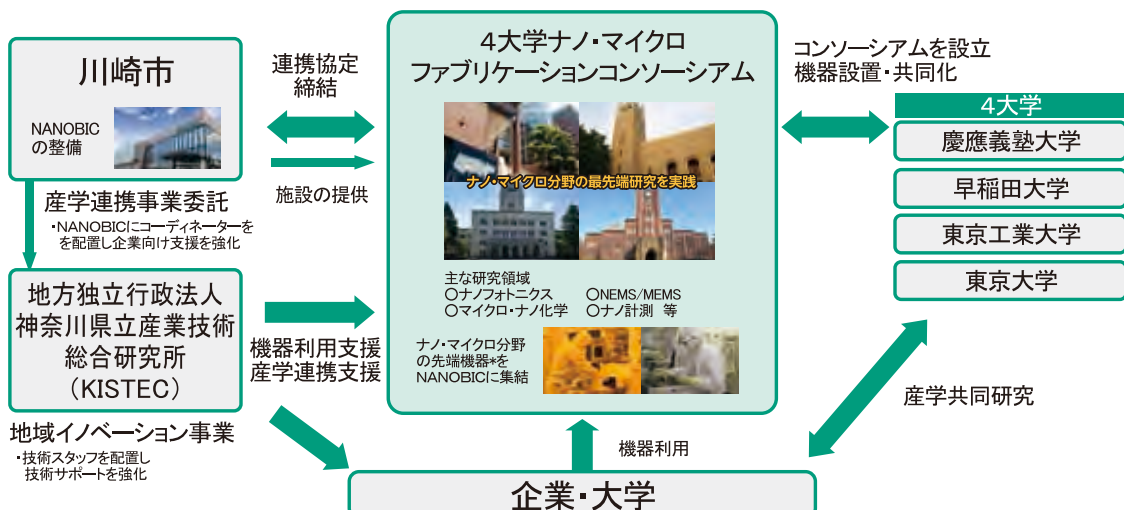 川崎市
NANOBIC
の整備
産学連携事業委託
・NANOBICにコーディネーターを
を配置し企業向け支援を強化
地方独立行政法人
神奈川県立産業技術
総合研究所
（KISTEC）
地域イノベーション事業
・技術スタッフを配置し
技術サポートを強化
連携協定
締結
施設の提供
機器利用支援
産学連携支援
4大学ナノ・マイクロ
ファブリケーションコンソーシアム
ナノ・マイクロ分野の最先端研究を実践
主な研究領域
○ナノフォトニクス ○NEMS/MEMS
○マイクロ・ナノ化学 ○ナノ計測 等
ナノ・マイクロ分野
の先端機器*を
NANOBICに集結
機器利用
企業・大学
コンソーシアムを設立
機器設置・共同化
4大学
慶應義塾大学
早稲田大学
東京工業大学
東京大学
産学共同研究